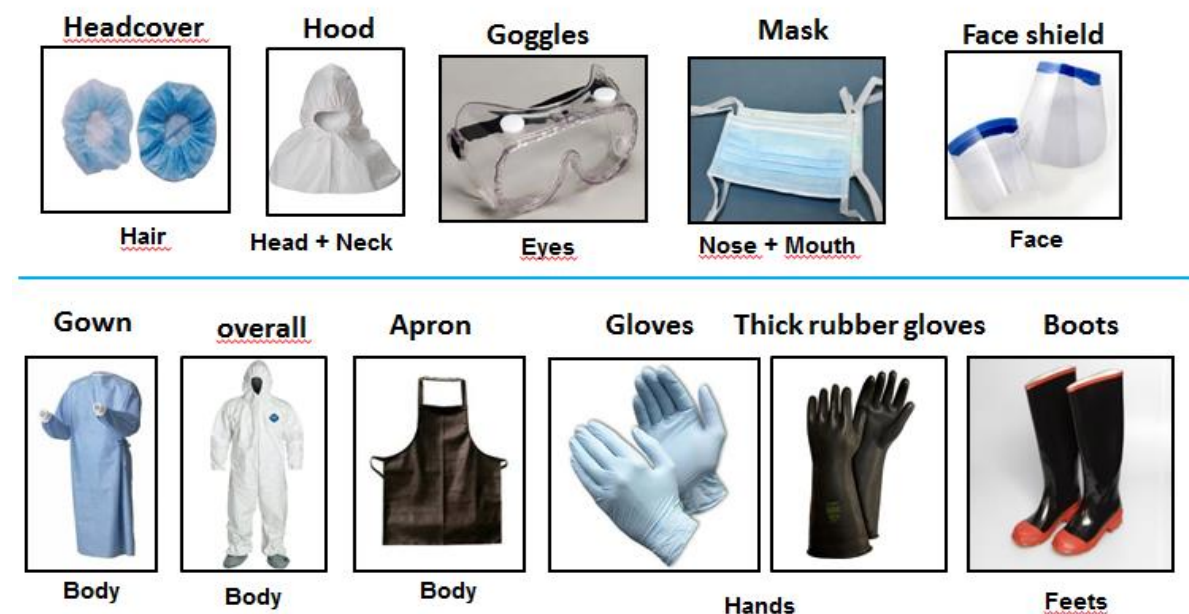 Headcover
Hood
Goggles
Mask
Face shield
Hair
Head + Neck
Eyes
Nose + Mouth
Face
Gown
overall
Apron
Gloves
Thick rubber gloves
Boots
Body
Body
Body
Hands
Feets